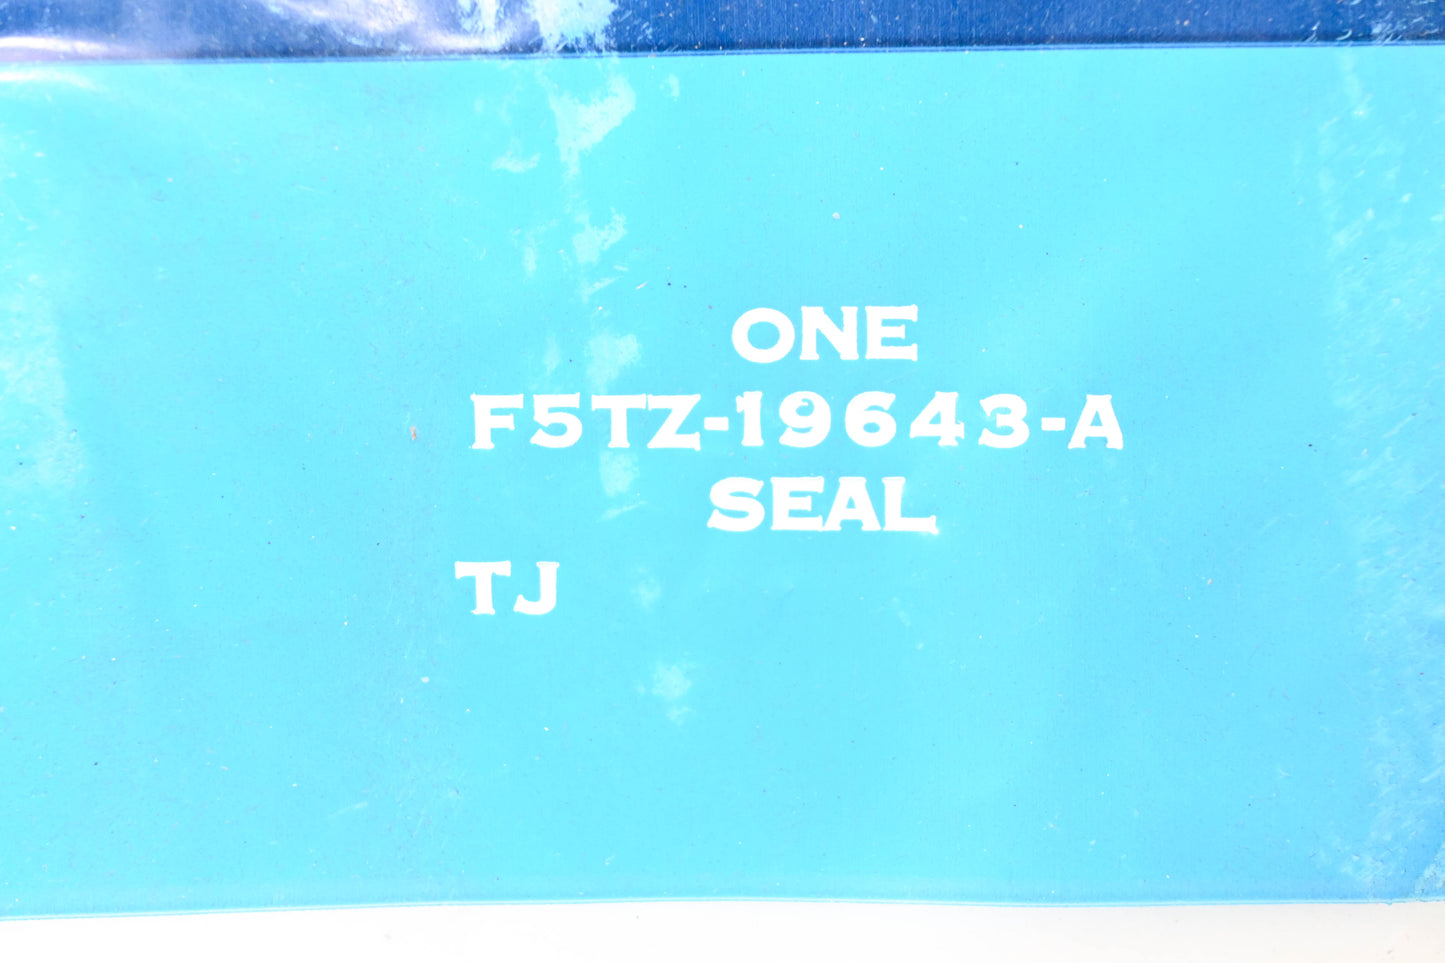 ONE
F5TZ-19643-A
SEAL
TJ